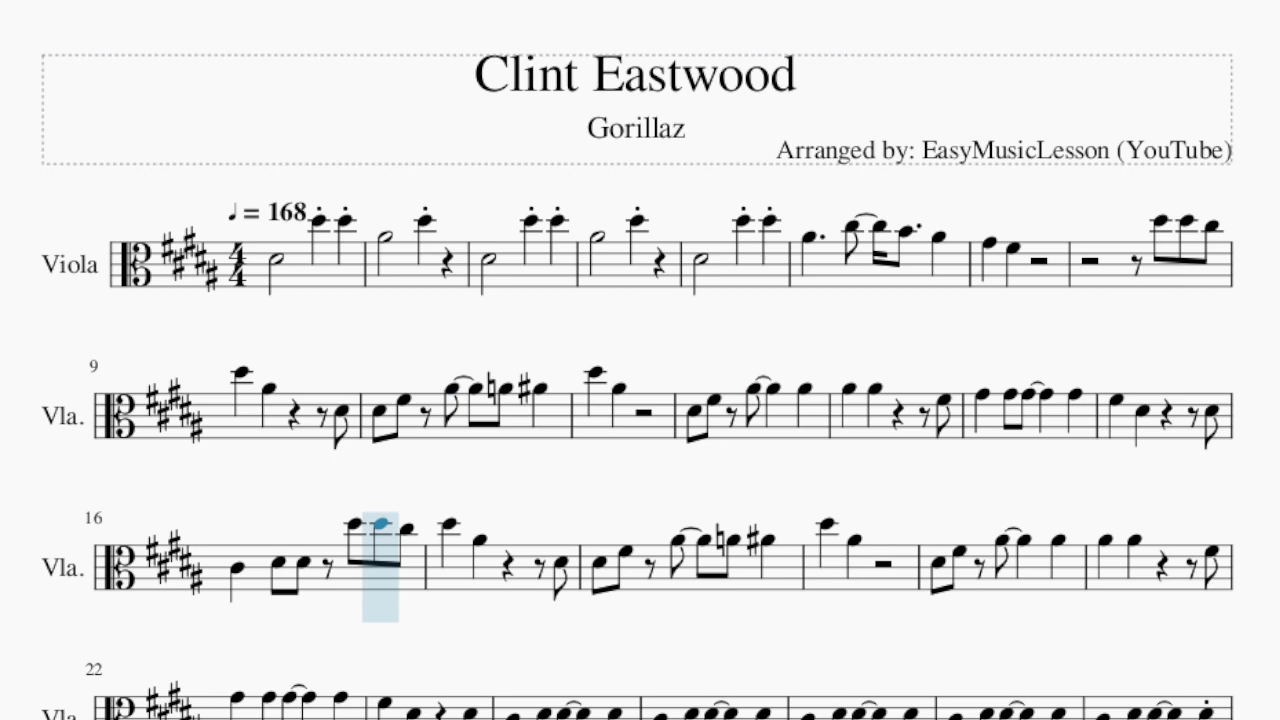 Clint Eastwood
Gorillaz
Arranged by: EasyMusicLesson (YouTube)
♩ = 168
Viola
4
4
9
Vla.
16
Vla.
22
Vla.